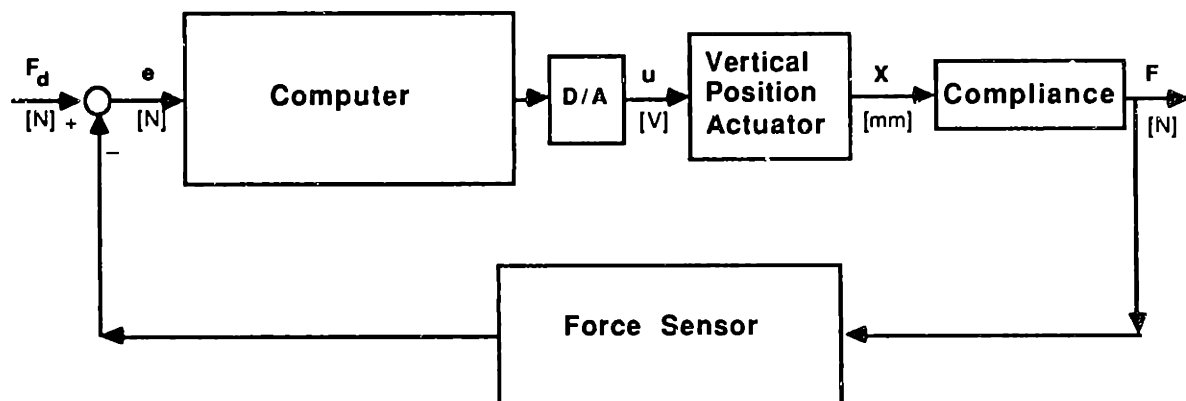 F_d
[N] +
−
e
[N]
Computer
D/A
u
[V]
Vertical
Position
Actuator
X
[mm]
Compliance
F
[N]
Force Sensor